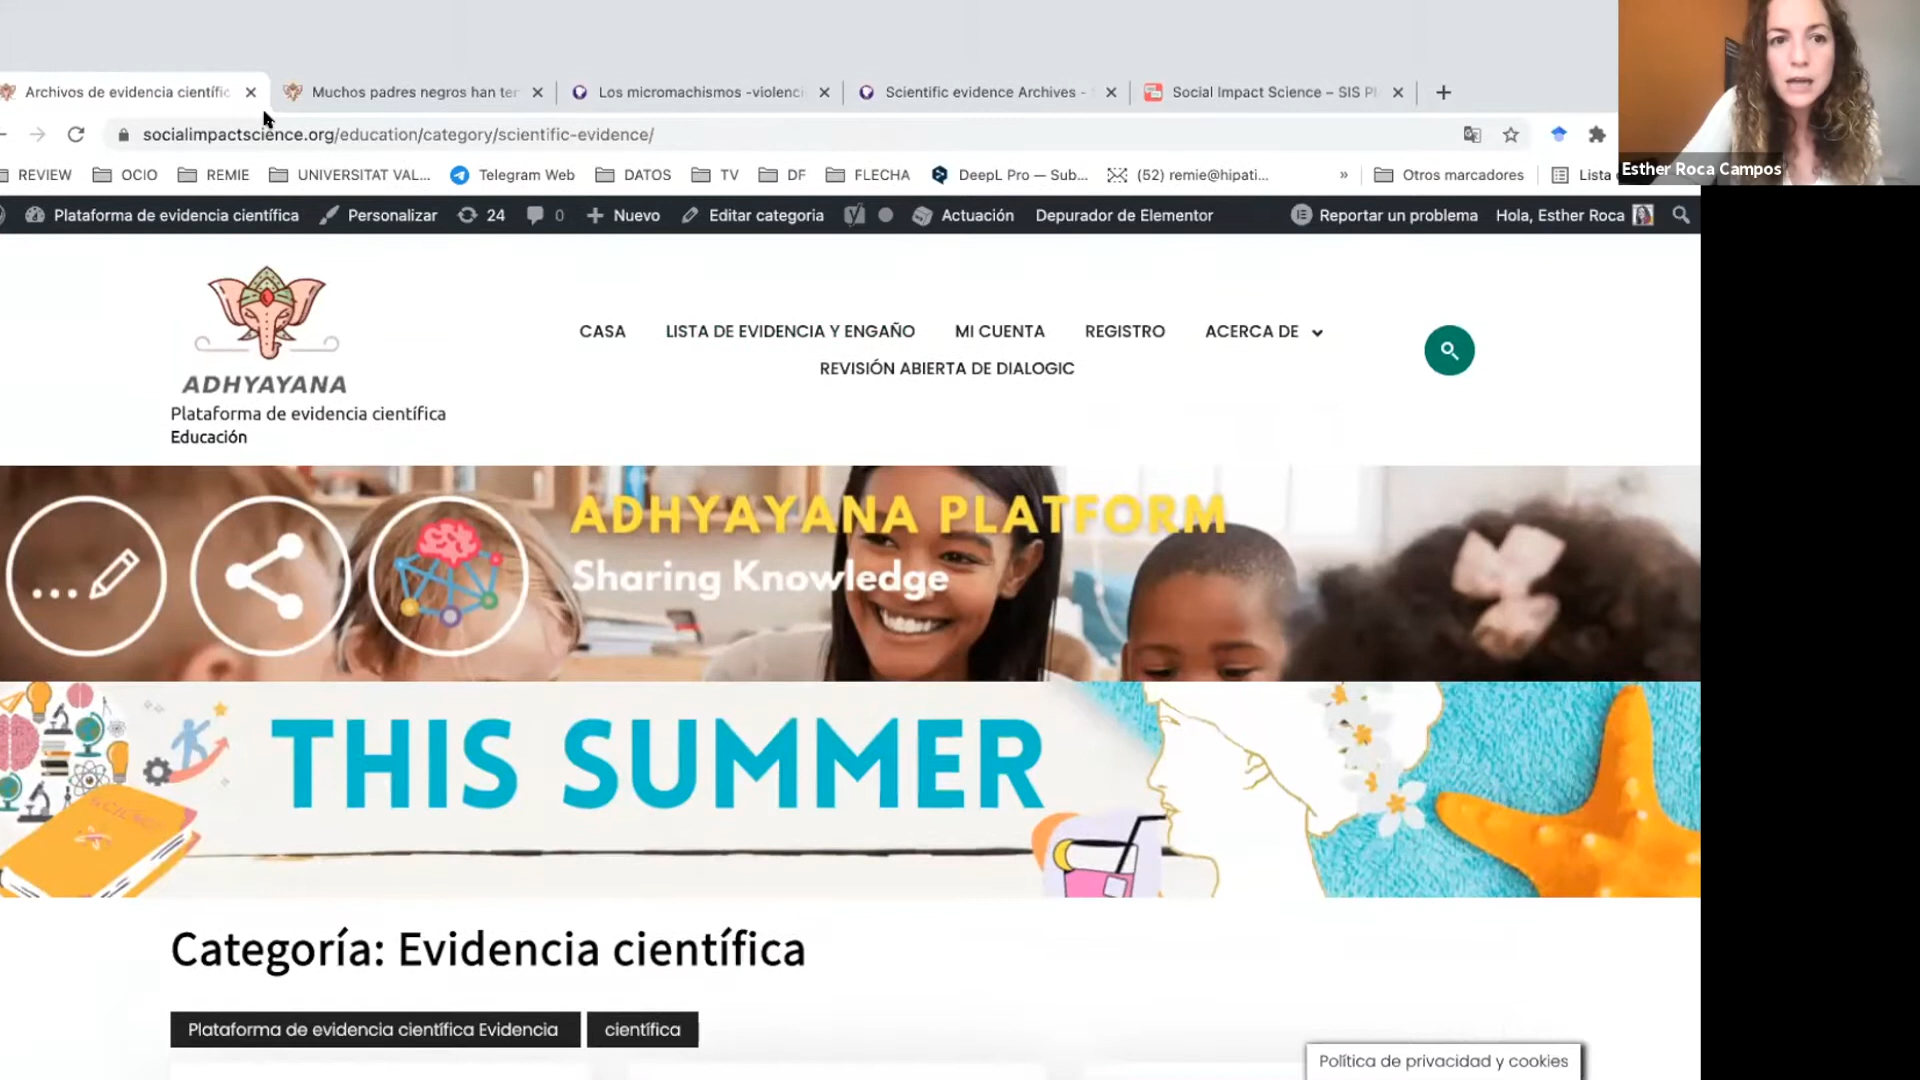 Archivos de evidencia científic
Muchos padres negros han ter
Los micromachismos -violenci
Scientific evidence Archives -
Social Impact Science – SIS Pl
socialimpactscience.org/education/category/scientific-evidence/
REVIEW
OCIO
REMIE
UNIVERSITAT VAL...
Telegram Web
DATOS
TV
DF
FLECHA
DeepL Pro — Sub...
(52) remie@hipati...
»
Otros marcadores
Lista
Esther Roca Campos
Plataforma de evidencia científica
Personalizar
24
0
Nuevo
Editar categoria
Actuación
Depurador de Elementor
Reportar un problema
Hola, Esther Roca
ADHYAYANA
Plataforma de evidencia científica
Educación
CASA
LISTA DE EVIDENCIA Y ENGAÑO
MI CUENTA
REGISTRO
ACERCA DE
REVISIÓN ABIERTA DE DIALOGIC
ADHYAYANA PLATFORM
Sharing Knowledge
THIS SUMMER
SCIENCE
Categoría: Evidencia científica
Plataforma de evidencia científica Evidencia
científica
Política de privacidad y cookies